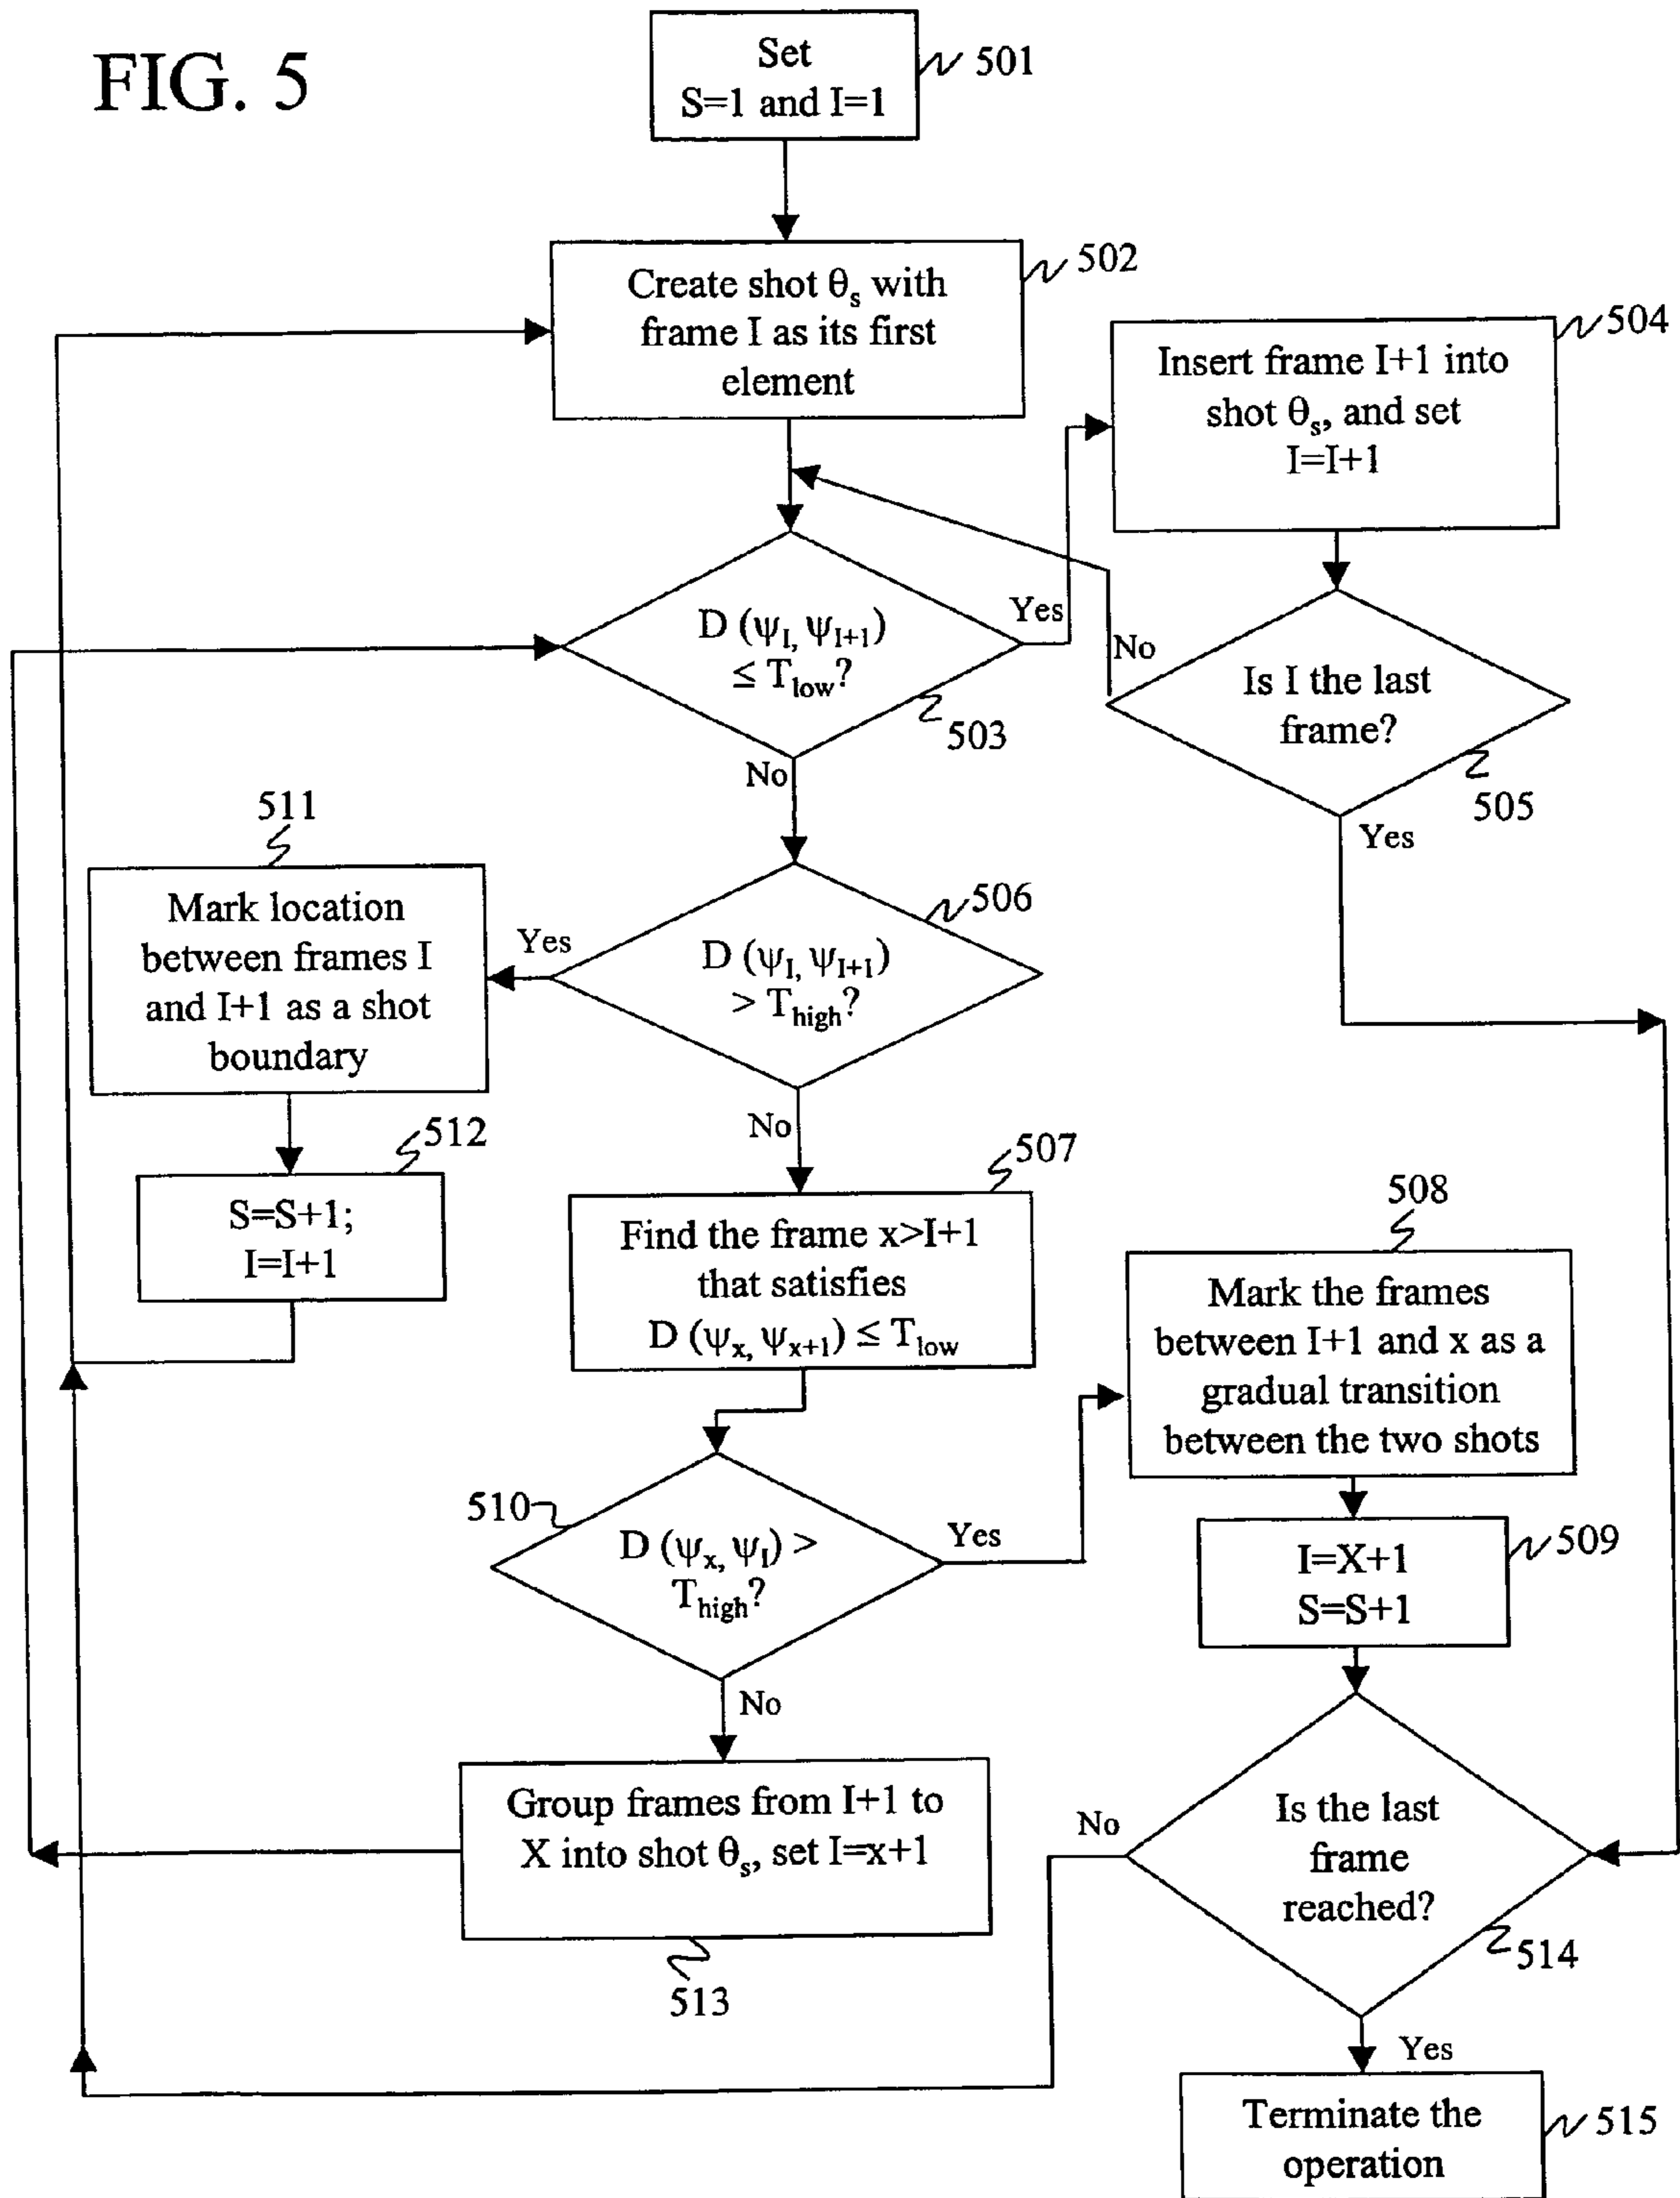 FIG. 5
Set
S=1 and I=1
501
Create shot θs with
frame I as its first
element
502
Insert frame I+1 into
shot θs, and set
I=I+1
504
D (ψI, ψI+1)
≤ Tlow?
503
Yes
No
Is I the last
frame?
505
No
Yes
511
Mark location
between frames I
and I+1 as a shot
boundary
Yes
D (ψI, ψI+1)
> Thigh?
506
No
512
S=S+1;
I=I+1
507
Find the frame x>I+1
that satisfies
D (ψx, ψx+1) ≤ Tlow
508
Mark the frames
between I+1 and x as a
gradual transition
between the two shots
510
D (ψx, ψI) >
Thigh?
Yes
No
I=X+1
S=S+1
509
Group frames from I+1 to
X into shot θs, set I=x+1
513
No
Is the last
frame
reached?
514
Yes
Terminate the
operation
515